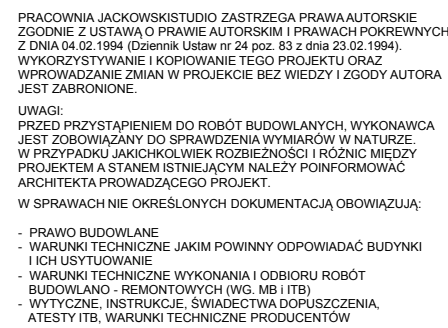 PRACOWNIA JACKOWSKISTUDIO ZASTRZEGA PRAWA AUTORSKIE
ZGODNIE Z USTAWĄ O PRAWIE AUTORSKIM I PRAWACH POKREWNYCH
Z DNIA 04.02.1994 (Dziennik Ustaw nr 24 poz. 83 z dnia 23.02.1994).
WYKORZYSTYWANIE I KOPIOWANIE TEGO PROJEKTU ORAZ
WPROWADZANIE ZMIAN W PROJEKCIE BEZ WIEDZY I ZGODY AUTORA
JEST ZABRONIONE.
UWAGI:
PRZED PRZYSTĄPIENIEM DO ROBÓT BUDOWLANYCH, WYKONAWCA
JEST ZOBOWIĄZANY DO SPRAWDZENIA WYMIARÓW W NATURZE.
W PRZYPADKU JAKICHKOLWIEK ROZBIEŻNOŚCI I RÓŻNIC MIĘDZY
PROJEKTEM A STANEM ISTNIEJĄCYM NALEŻY POINFORMOWAĆ
ARCHITEKTA PROWADZĄCEGO PROJEKT.
W SPRAWACH NIE OKREŚLONYCH DOKUMENTACJĄ OBOWIĄZUJĄ:
- PRAWO BUDOWLANE
- WARUNKI TECHNICZNE JAKIM POWINNY ODPOWIADAĆ BUDYNKI
I ICH USYTUOWANIE
- WARUNKI TECHNICZNE WYKONANIA I ODBIORU ROBÓT
BUDOWLANO - REMONTOWYCH (WG. MB i ITB)
- WYTYCZNE, INSTRUKCJE, ŚWIADECTWA DOPUSZCZENIA,
ATESTY ITB, WARUNKI TECHNICZNE PRODUCENTÓW